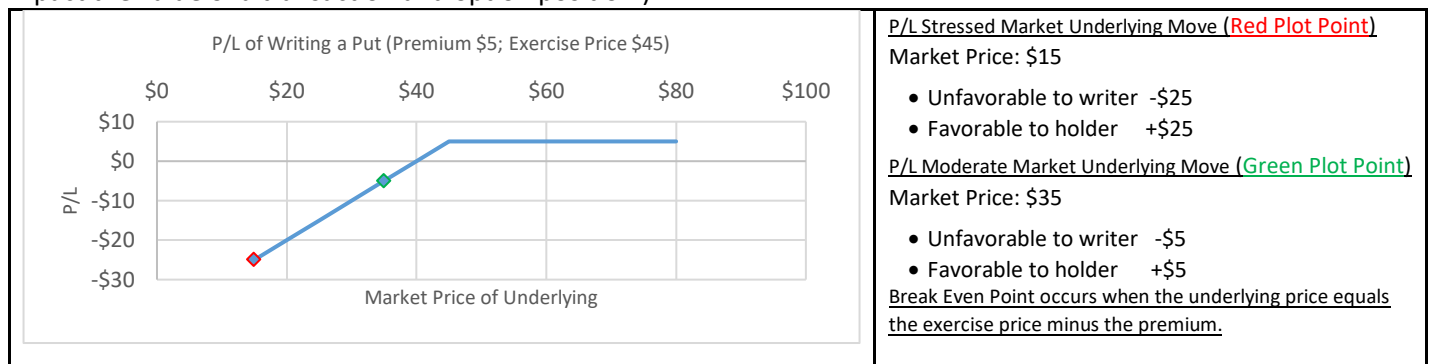 P/L of Writing a Put (Premium $5; Exercise Price $45)
$0 $20 $40 $60 $80 $100
$10
$0
-$10
-$20
-$30
P/L
Market Price of Underlying
P/L Stressed Market Underlying Move (Red Plot Point)
Market Price: $15
• Unfavorable to writer -$25
• Favorable to holder +$25
P/L Moderate Market Underlying Move (Green Plot Point)
Market Price: $35
• Unfavorable to writer -$5
• Favorable to holder +$5
Break Even Point occurs when the underlying price equals
the exercise price minus the premium.